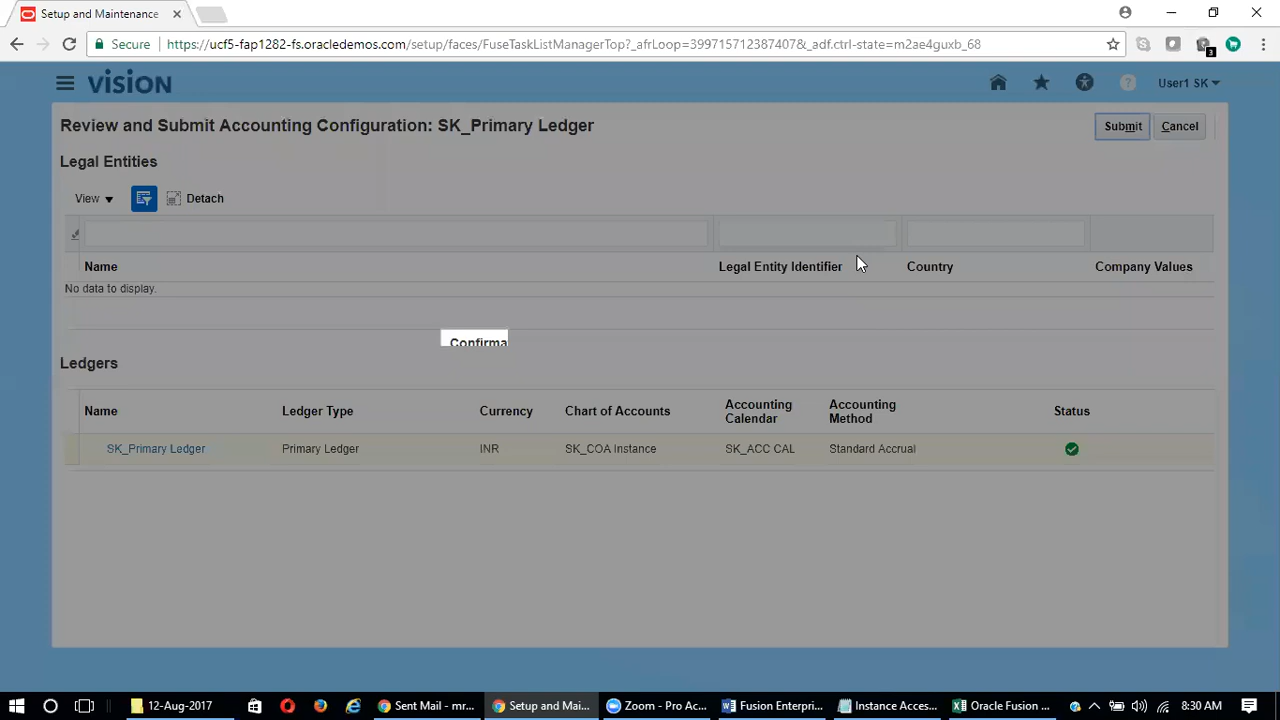 Setup and Maintenance
Secure
https://ucf5-fap1282-fs.oracledemos.com/setup/faces/FuseTaskListManagerTop?_afrLoop=399715712387407&_adf.ctrl-state=m2ae4guxb_68
3
VISION
?
User1 SK
Review and Submit Accounting Configuration: SK_Primary Ledger
Submit
Cancel
Legal Entities
View
Detach
Name
Legal Entity Identifier
Country
Company Values
No data to display.
Confirma
Ledgers
Name
Ledger Type
Currency
Chart of Accounts
Accounting
Calendar
Accounting
Method
Status
SK_Primary Ledger
Primary Ledger
INR
SK_COA Instance
SK_ACC CAL
Standard Accrual
12-Aug-2017
Sent Mail - mr...
Setup and Mai...
Zoom - Pro Ac...
Fusion Enterpri...
Instance Acces...
Oracle Fusion ...
8:30 AM